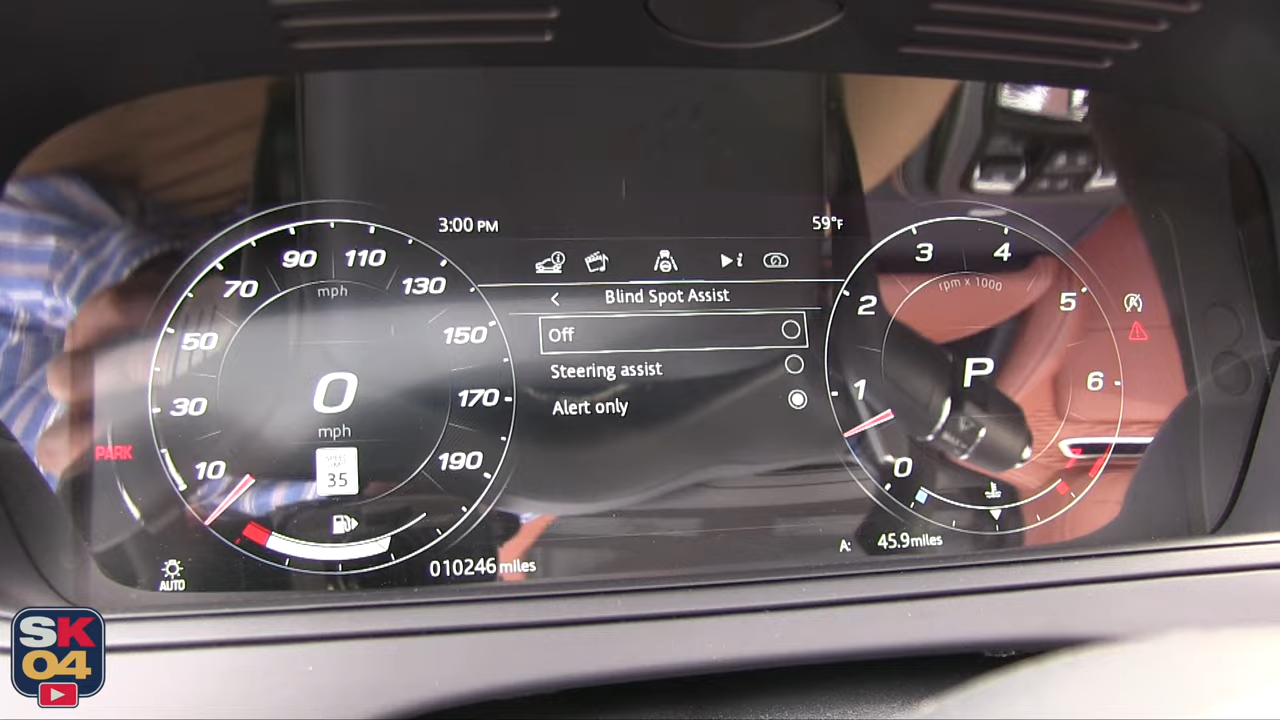 3:00 PM
59°F
Blind Spot Assist
Off
Steering assist
Alert only
10
30
50
70
90
110
130
150
170
190
mph
0
mph
SPEED
LIMIT
35
PARK
AUTO
010246 miles
0
1
2
3
4
5
6
rpm x 1000
P
A: 45.9miles
SK
04